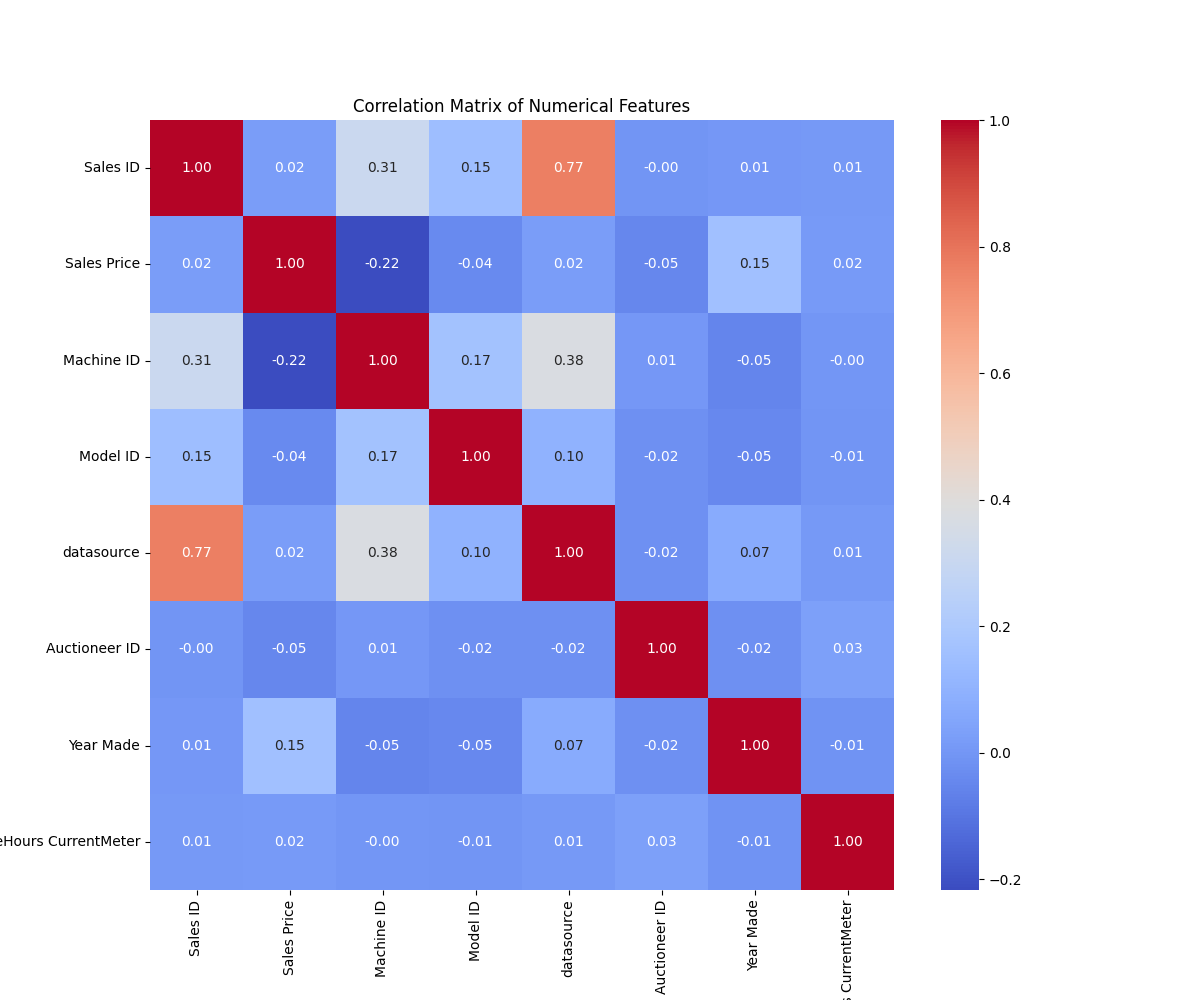 Correlation Matrix of Numerical Features
Sales ID 1.00 0.02 0.31 0.15 0.77 -0.00 0.01 0.01
Sales Price 0.02 1.00 -0.22 -0.04 0.02 -0.05 0.15 0.02
Machine ID 0.31 -0.22 1.00 0.17 0.38 0.01 -0.05 -0.00
Model ID 0.15 -0.04 0.17 1.00 0.10 -0.02 -0.05 -0.01
datasource 0.77 0.02 0.38 0.10 1.00 -0.02 0.07 0.01
Auctioneer ID -0.00 -0.05 0.01 -0.02 -0.02 1.00 -0.02 0.03
Year Made 0.01 0.15 -0.05 -0.05 0.07 -0.02 1.00 -0.01
eHours CurrentMeter 0.01 0.02 -0.00 -0.01 0.01 0.03 -0.01 1.00
Sales ID
Sales Price
Machine ID
Model ID
datasource
Auctioneer ID
Year Made
s CurrentMeter
1.0
0.8
0.6
0.4
0.2
0.0
−0.2